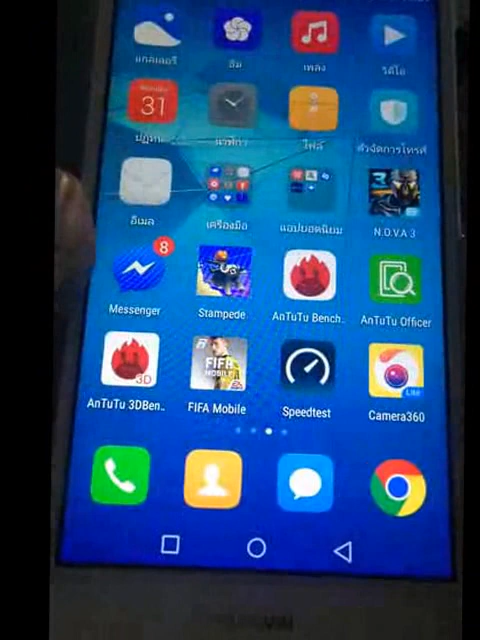 แกลเลอรี
ธีม
เพลง
วิดีโอ
31
ปฏิทิน
นาฬิกา
ไฟล์
ตัวจัดการโทรศั
อีเมล
เครื่องมือ
แอปยอดนิยม
N.O.V.A 3
8
Messenger
Stampede
AnTuTu Bench..
AnTuTu Officer
3D
FIFA
MOBILE
Lite
AnTuTu 3DBen..
FIFA Mobile
Speedtest
Camera360